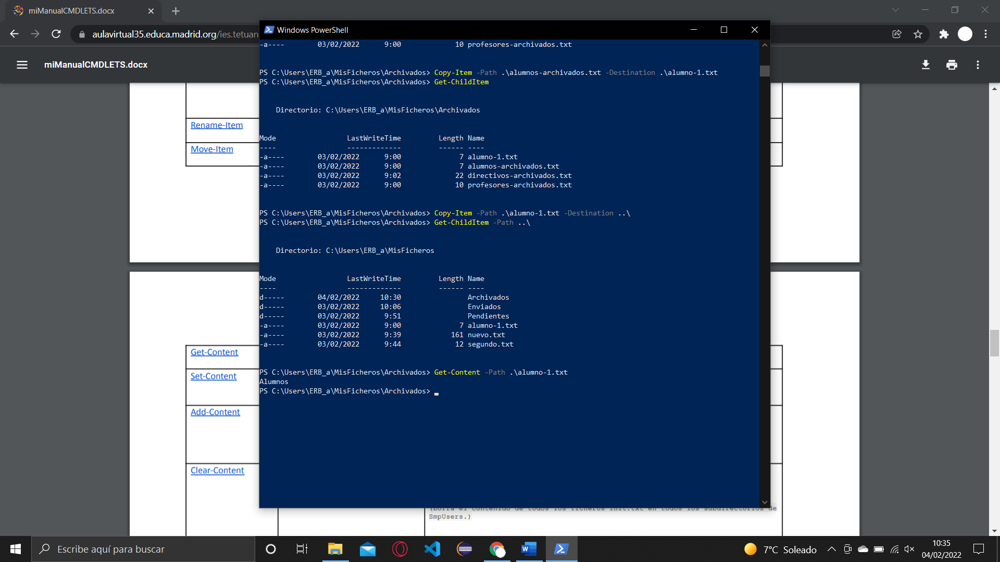 miManualCMDLETS.docx
aulavirtual35.educa.madrid.org/ies.tetuan
miManualCMDLETS.docx
Rename-Item
Move-Item
Get-Content
Set-Content
Add-Content
Clear-Content
Windows PowerShell
-a---- 03/02/2022 9:00 10 profesores-archivados.txt
PS C:\Users\ERB_a\MisFicheros\Archivados> Copy-Item -Path .\alumnos-archivados.txt -Destination .\alumno-1.txt
PS C:\Users\ERB_a\MisFicheros\Archivados> Get-ChildItem
Directorio: C:\Users\ERB_a\MisFicheros\Archivados
Mode LastWriteTime Length Name
---- ------------- ------ ----
-a---- 03/02/2022 9:00 7 alumno-1.txt
-a---- 03/02/2022 9:00 7 alumnos-archivados.txt
-a---- 03/02/2022 9:02 22 directivos-archivados.txt
-a---- 03/02/2022 9:00 10 profesores-archivados.txt
PS C:\Users\ERB_a\MisFicheros\Archivados> Copy-Item -Path .\alumno-1.txt -Destination ..\
PS C:\Users\ERB_a\MisFicheros\Archivados> Get-ChildItem -Path ..\
Directorio: C:\Users\ERB_a\MisFicheros
Mode LastWriteTime Length Name
---- ------------- ------ ----
d----- 04/02/2022 10:30 Archivados
d----- 03/02/2022 10:06 Enviados
d----- 03/02/2022 9:51 Pendientes
-a---- 03/02/2022 9:00 7 alumno-1.txt
-a---- 03/02/2022 9:39 161 nuevo.txt
-a---- 03/02/2022 9:44 12 segundo.txt
PS C:\Users\ERB_a\MisFicheros\Archivados> Get-Content -Path .\alumno-1.txt
Alumnos
PS C:\Users\ERB_a\MisFicheros\Archivados>
(Borra el contenido de todos los ficheros init.txt en todos los subdirectorios de
SmpUsers.)
Escribe aquí para buscar
7°C Soleado
10:35
04/02/2022